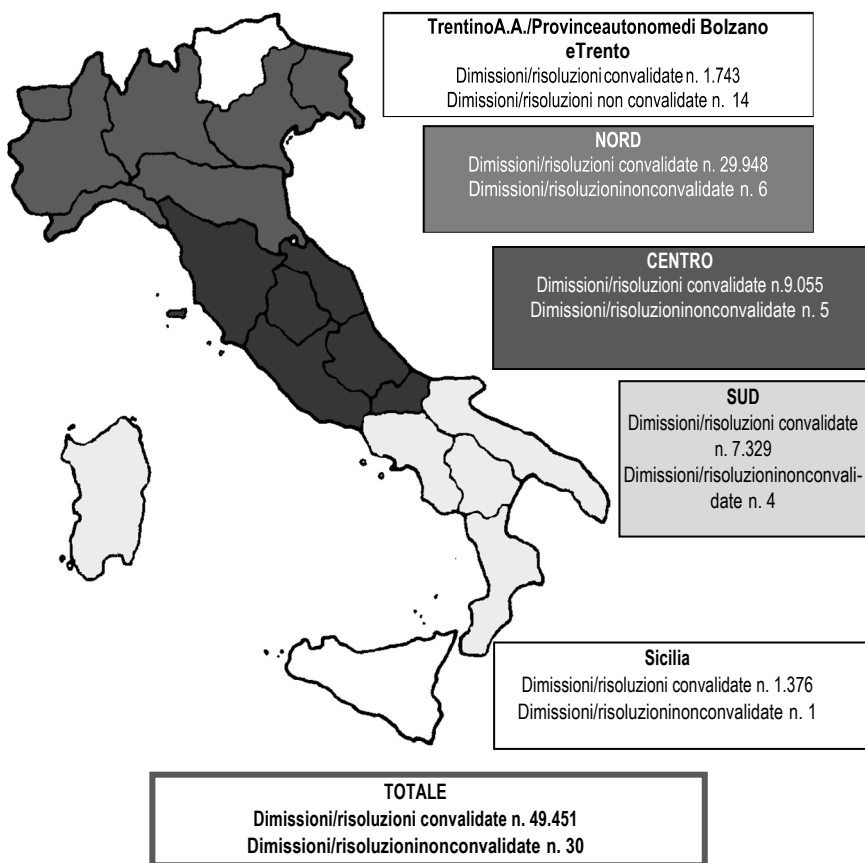 TrentinoA.A./Provinceautonomedi Bolzano
eTrento
Dimissioni/risoluzioni convalidate n. 1.743
Dimissioni/risoluzioni non convalidate n. 14
NORD
Dimissioni/risoluzioni convalidate n. 29.948
Dimissioni/risoluzioninonconvalidate n. 6
CENTRO
Dimissioni/risoluzioni convalidate n.9.055
Dimissioni/risoluzioninonconvalidate n. 5
SUD
Dimissioni/risoluzioni convalidate
n. 7.329
Dimissioni/risoluzioninonconvali-
date n. 4
Sicilia
Dimissioni/risoluzioni convalidate n. 1.376
Dimissioni/risoluzioninonconvalidate n. 1
TOTALE
Dimissioni/risoluzioni convalidate n. 49.451
Dimissioni/risoluzioninonconvalidate n. 30